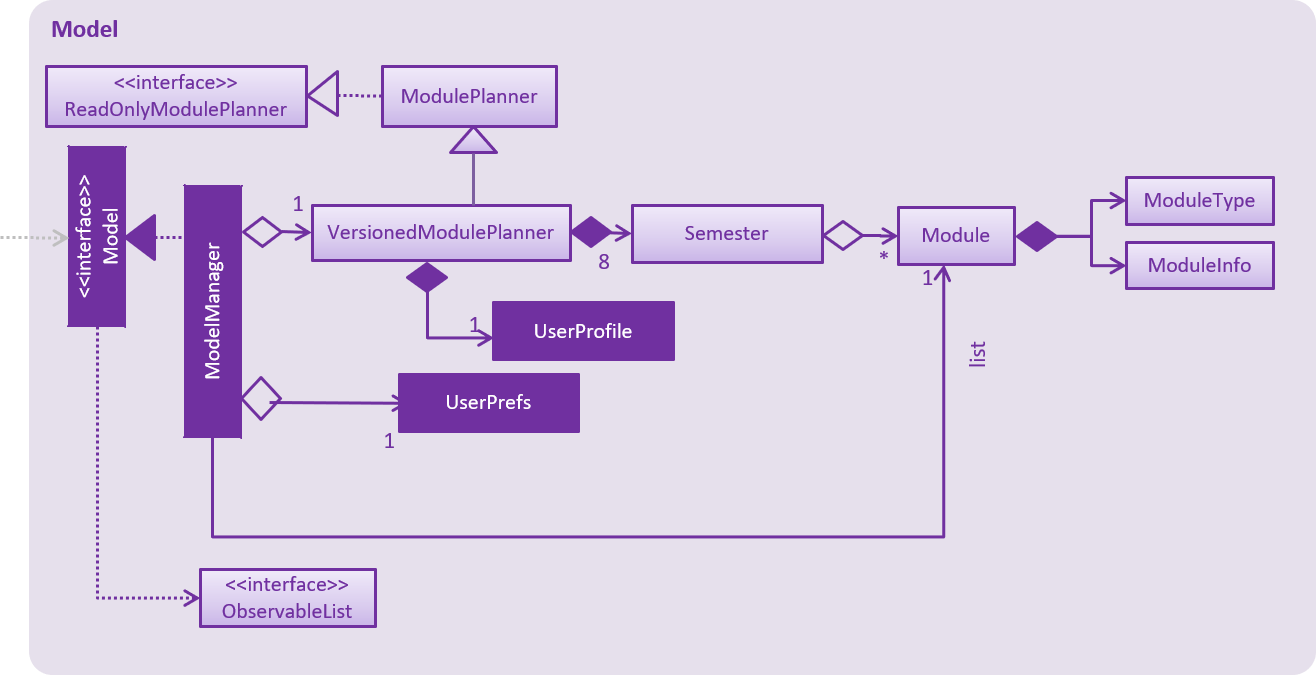 Model
<<interface>>
ReadOnlyModulePlanner
ModulePlanner
<<interface>>
Model
ModelManager
1
VersionedModulePlanner
8
Semester
*
Module
1
ModuleType
ModuleInfo
1
UserProfile
list
UserPrefs
1
<<interface>>
ObservableList